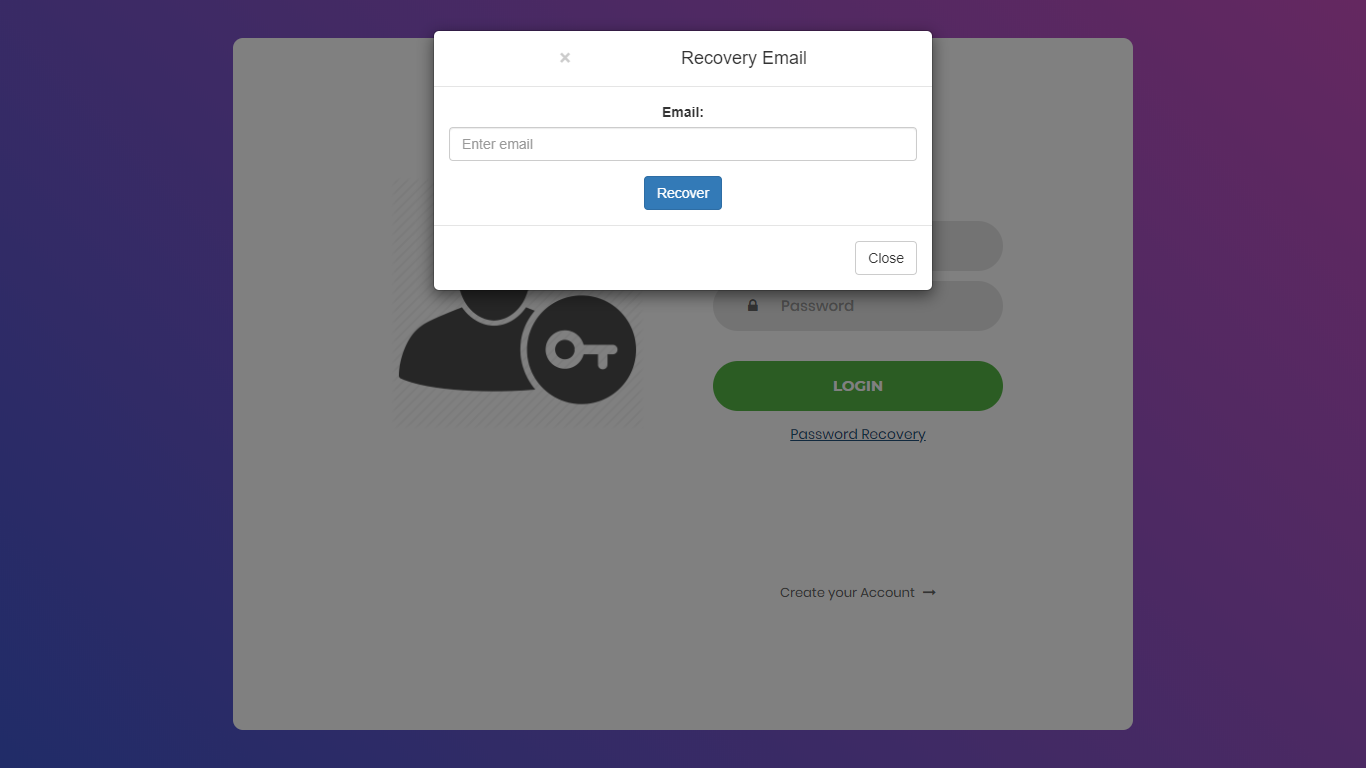 × Recovery Email
Email:
Enter email
Recover
Close
Password
LOGIN
Password Recovery
Create your Account →